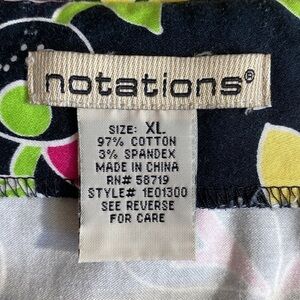 notations®
SIZE: XL
97% COTTON
3% SPANDEX
MADE IN CHINA
RN# 58719
STYLE# 1E01300
SEE REVERSE
FOR CARE